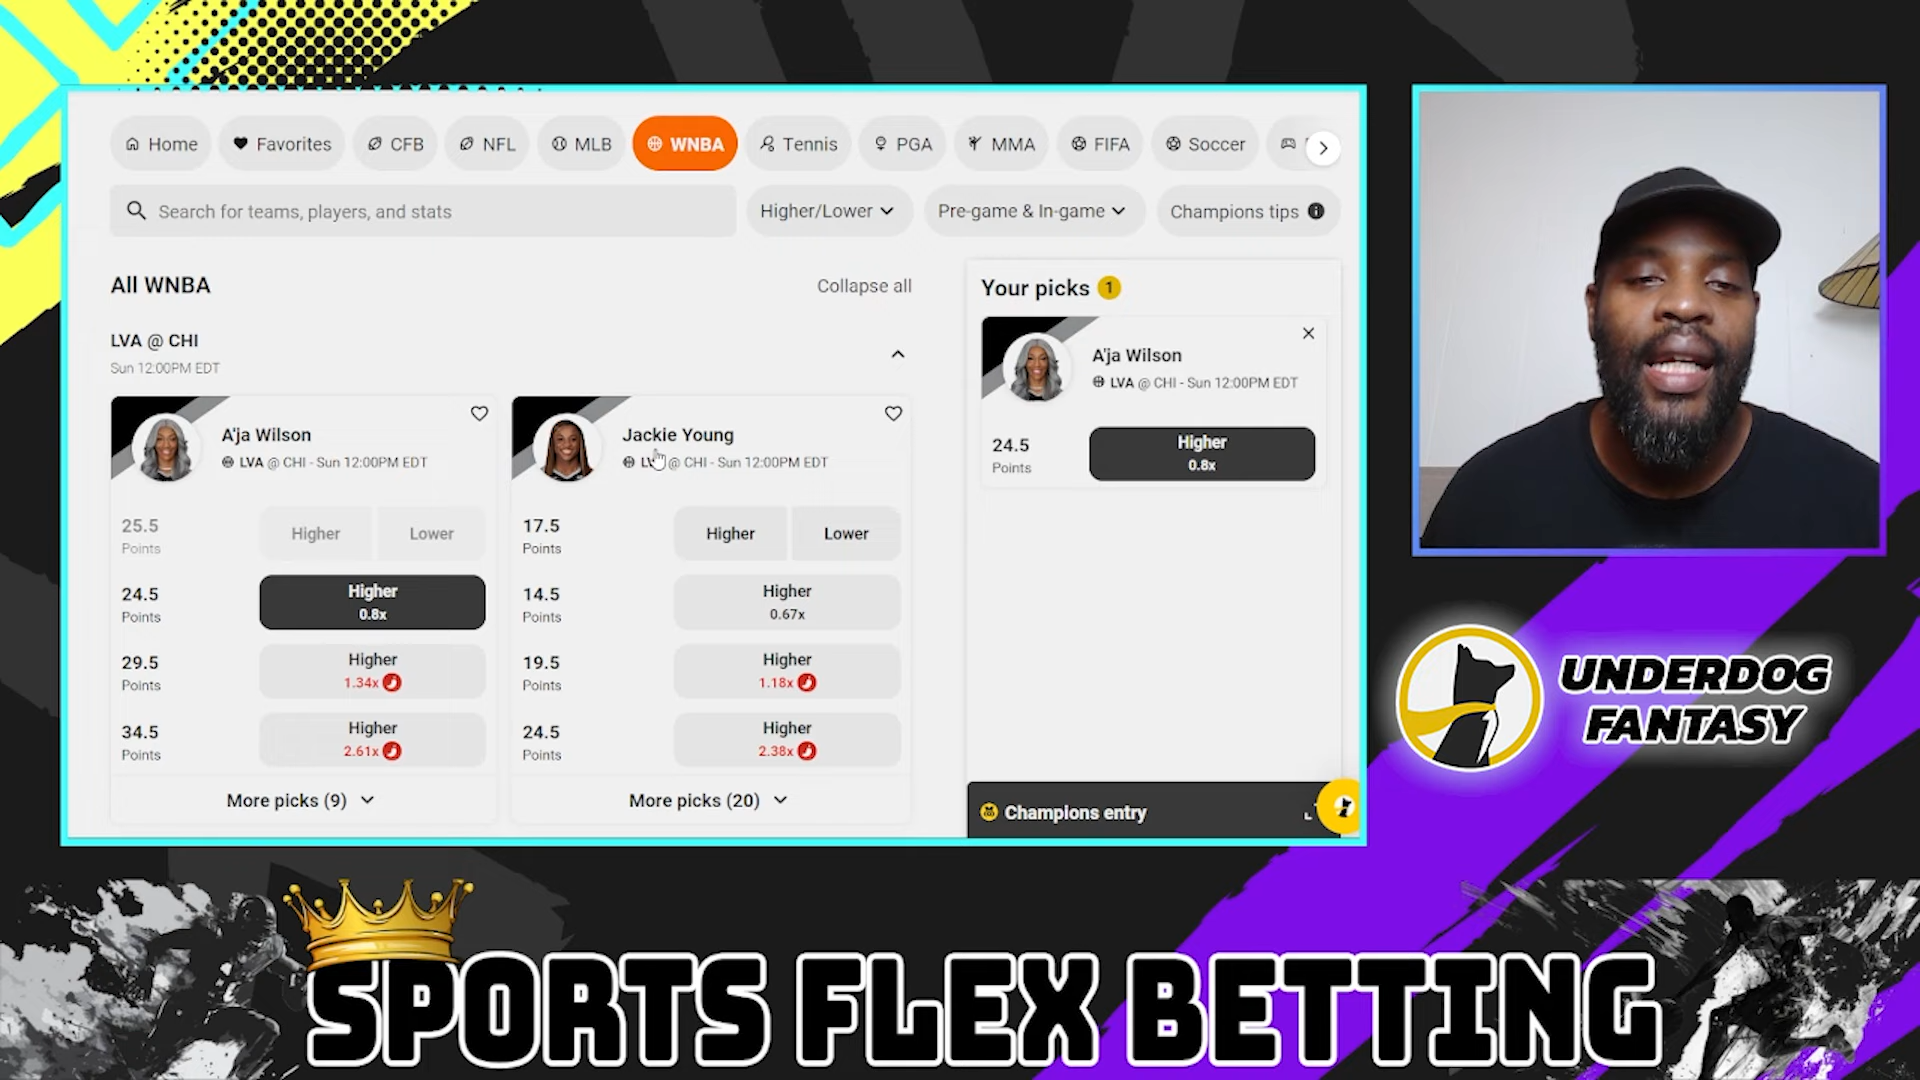 Home
Favorites
CFB
NFL
MLB
WNBA
Tennis
PGA
MMA
FIFA
Soccer
Search for teams, players, and stats
Higher/Lower
Pre-game & In-game
Champions tips
All WNBA
Collapse all
LVA @ CHI
Sun 12:00PM EDT
A'ja Wilson
LVA @ CHI - Sun 12:00PM EDT
25.5
Points
Higher
Lower
24.5
Points
Higher
0.8x
29.5
Points
Higher
1.34x
34.5
Points
Higher
2.61x
More picks (9)
Jackie Young
@ CHI - Sun 12:00PM EDT
17.5
Points
Higher
Lower
14.5
Points
Higher
0.67x
19.5
Points
Higher
1.18x
24.5
Points
Higher
2.38x
More picks (20)
Your picks 1
A'ja Wilson
LVA @ CHI - Sun 12:00PM EDT
24.5
Points
Higher
0.8x
Champions entry
UNDERDOG
FANTASY
SPORTS FLEX BETTING